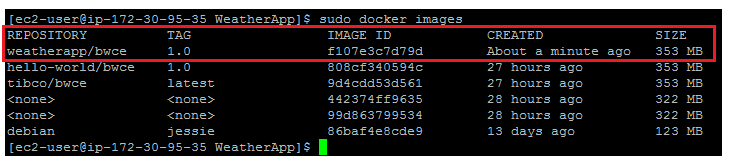 [ec2-user@ip-172-30-95-35 WeatherApp]$ sudo docker images
REPOSITORY TAG IMAGE ID CREATED SIZE
weatherapp/bwce 1.0 f107e3c7d79d About a minute ago 353 MB
hello-world/bwce 1.0 808cf340594c 27 hours ago 353 MB
tibco/bwce latest 9d4cdd53d561 27 hours ago 353 MB
<none> <none> 442374ff9635 28 hours ago 322 MB
<none> <none> 99d863799534 28 hours ago 322 MB
debian jessie 86baf4e8cde9 13 days ago 123 MB
[ec2-user@ip-172-30-95-35 WeatherApp]$